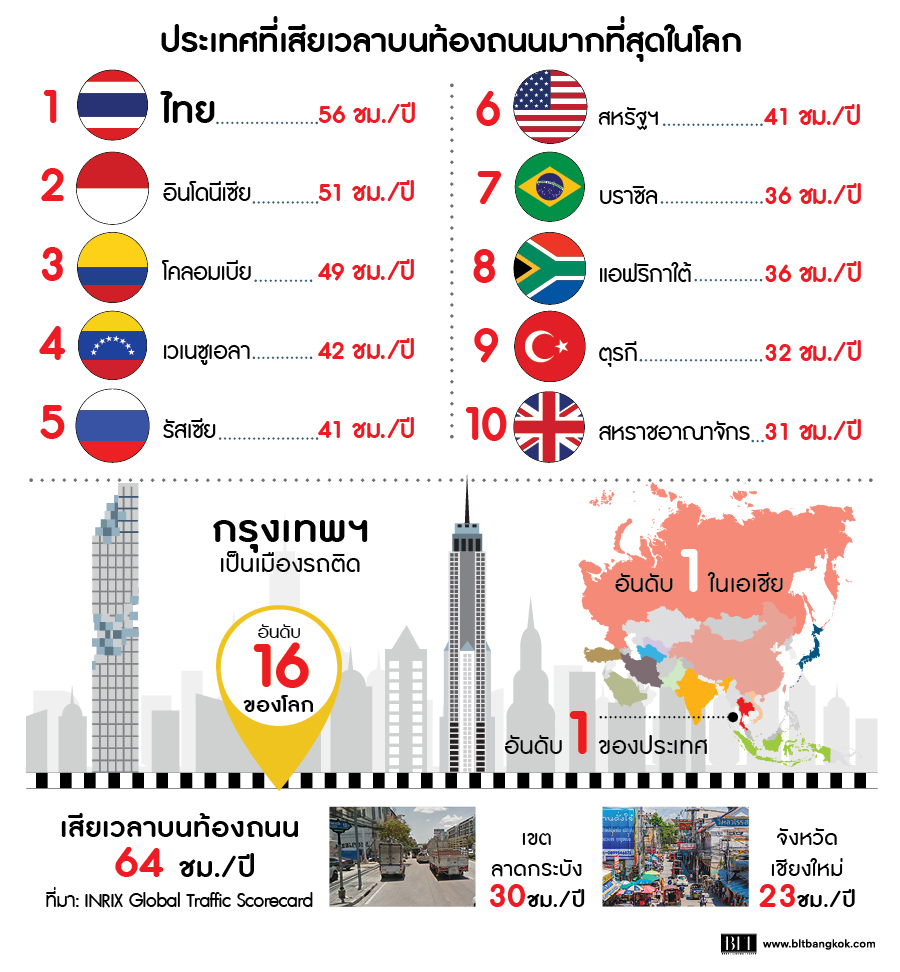 ประเทศที่เสียเวลาบนท้องถนนมากที่สุดในโลก
1 ไทย 56 ชม./ปี
2 อินโดนีเซีย 51 ชม./ปี
3 โคลอมเบีย 49 ชม./ปี
4 เวเนซูเอลา 42 ชม./ปี
5 รัสเซีย 41 ชม./ปี
6 สหรัฐฯ 41 ชม./ปี
7 บราซิล 36 ชม./ปี
8 แอฟริกาใต้ 36 ชม./ปี
9 ตุรกี 32 ชม./ปี
10 สหราชอาณาจักร 31 ชม./ปี
กรุงเทพฯ
เป็นเมืองรถติด
อันดับ
16
ของโลก
อันดับ 1 ในเอเชีย
อันดับ 1 ของประเทศ
เสียเวลาบนท้องถนน
64 ชม./ปี
ที่มา: INRIX Global Traffic Scorecard
เขต
ลาดกระบัง
30ชม./ปี
จังหวัด
เชียงใหม่
23ชม./ปี
BLT www.bltbangkok.com